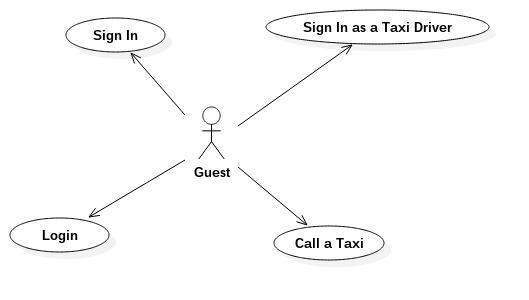 Sign In
Sign In as a Taxi Driver
Guest
Login
Call a Taxi